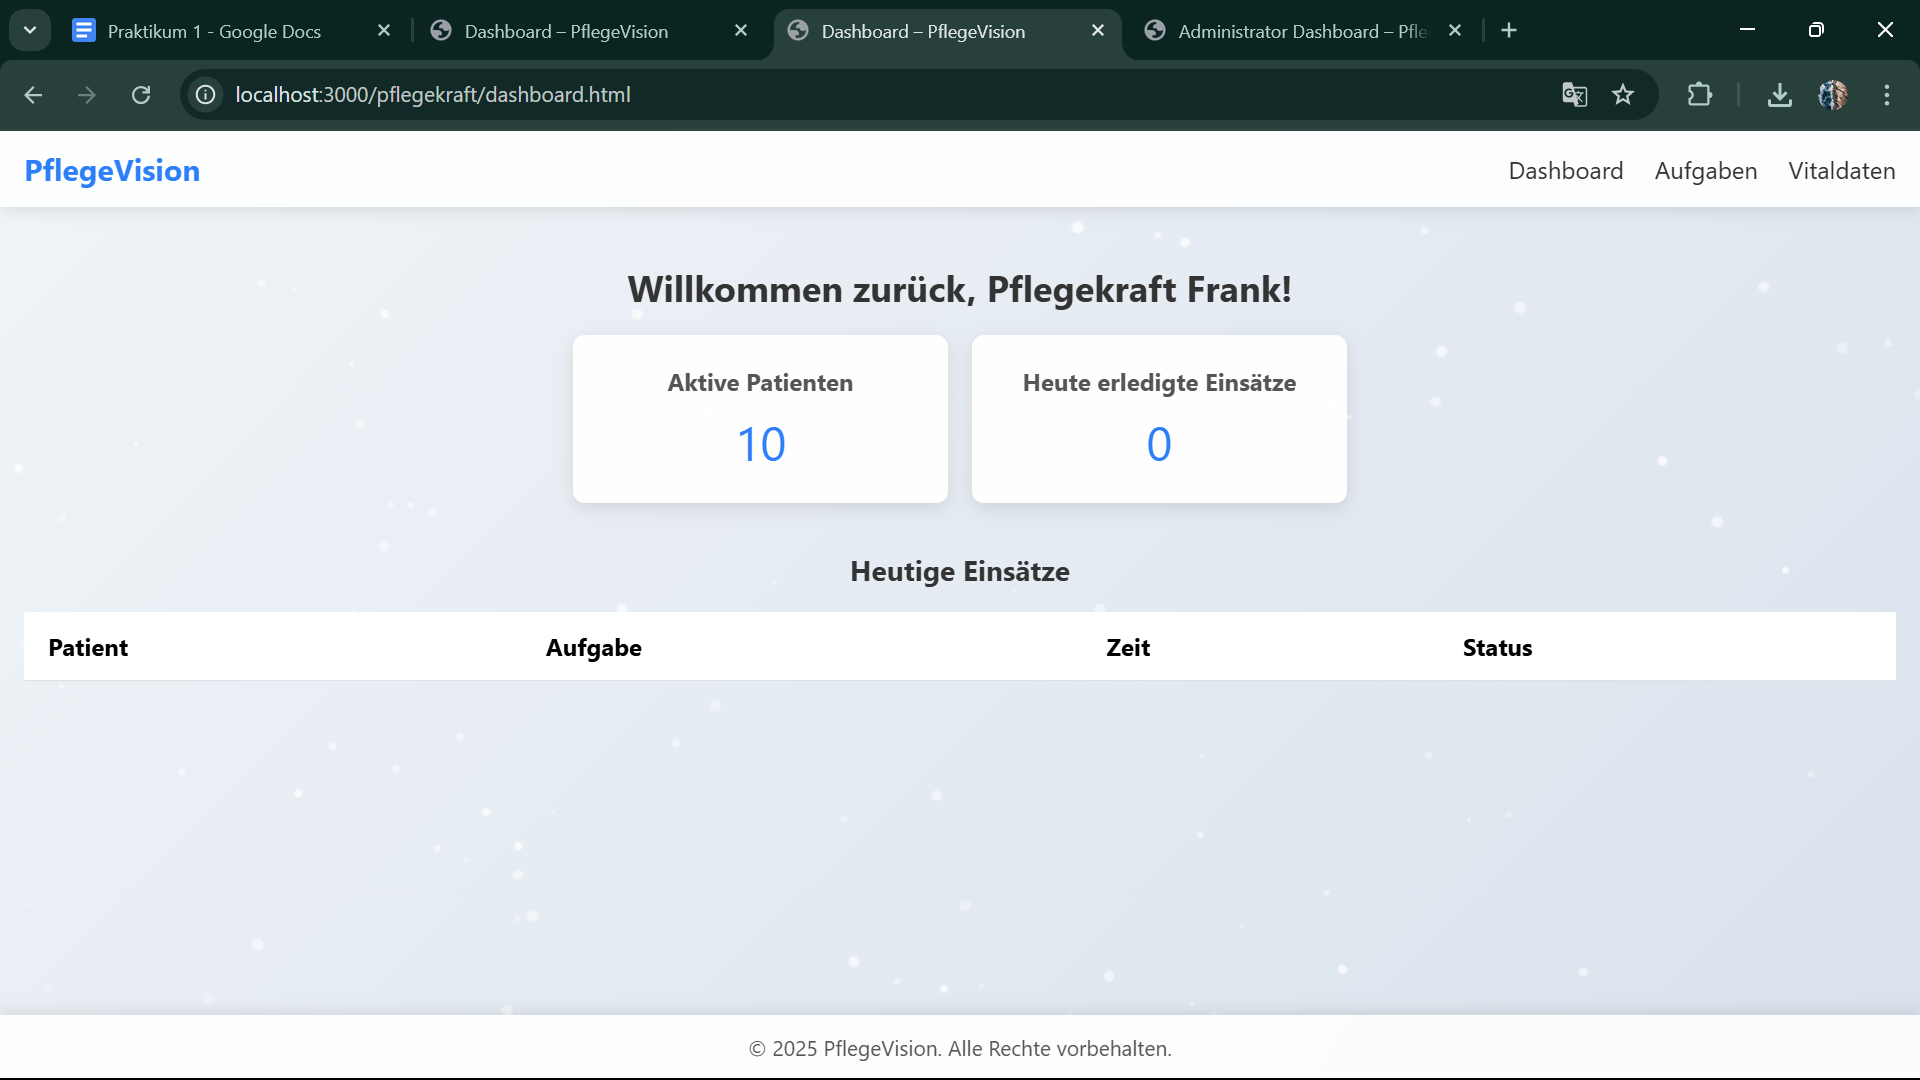 Praktikum 1 - Google Docs
Dashboard – PflegeVision
Dashboard – PflegeVision
Administrator Dashboard – Pfle
localhost:3000/pflegekraft/dashboard.html
PflegeVision
Dashboard Aufgaben Vitaldaten
Willkommen zurück, Pflegekraft Frank!
Aktive Patienten
10
Heute erledigte Einsätze
0
Heutige Einsätze
Patient Aufgabe Zeit Status
© 2025 PflegeVision. Alle Rechte vorbehalten.